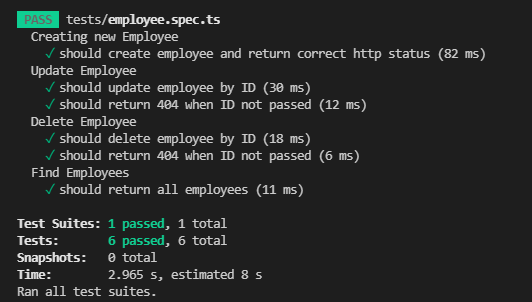 PASS tests/employee.spec.ts
Creating new Employee
√ should create employee and return correct http status (82 ms)
Update Employee
√ should update employee by ID (30 ms)
√ should return 404 when ID not passed (12 ms)
Delete Employee
√ should delete employee by ID (18 ms)
√ should return 404 when ID not passed (6 ms)
Find Employees
√ should return all employees (11 ms)
Test Suites: 1 passed, 1 total
Tests: 6 passed, 6 total
Snapshots: 0 total
Time: 2.965 s, estimated 8 s
Ran all test suites.